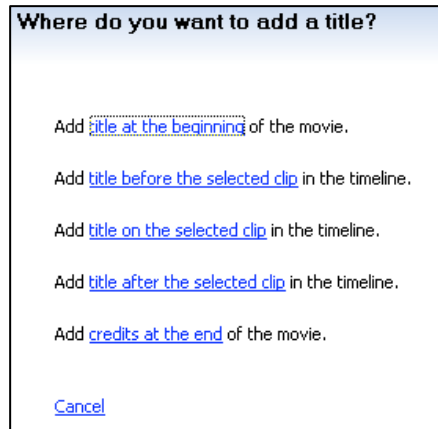 Where do you want to add a title?
Add title at the beginning of the movie.
Add title before the selected clip in the timeline.
Add title on the selected clip in the timeline.
Add title after the selected clip in the timeline.
Add credits at the end of the movie.
Cancel